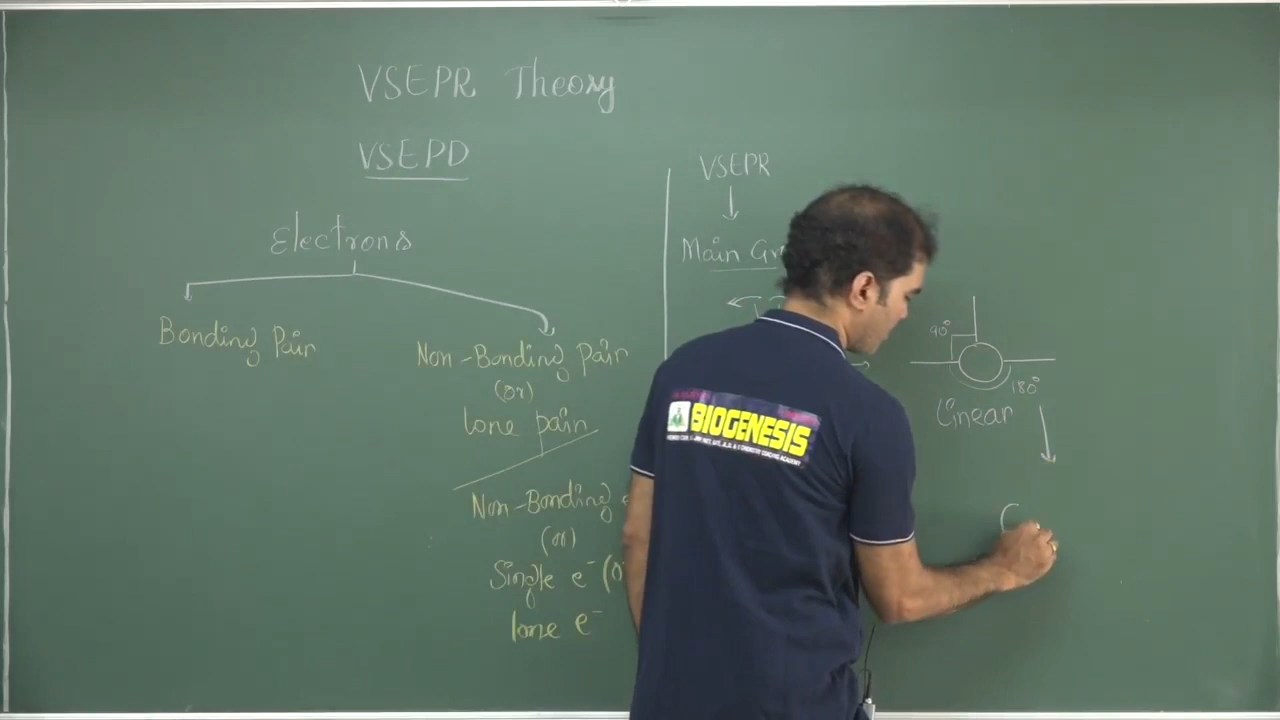 VSEPR Theory
VSEPD
Electrons
Bonding Pair
Non-Bonding pair
(or)
lone pair
Non-Bonding e
(or)
Single e⁻ (o
lone e⁻
VSEPR
Main Gr
90°
180°
Linear
C
BIOGENESIS